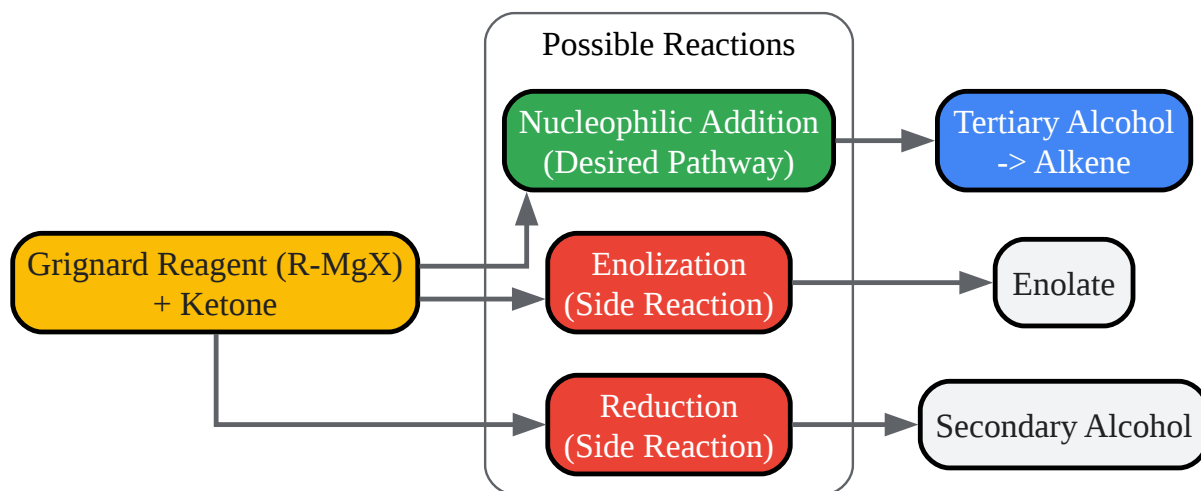 Possible Reactions
Nucleophilic Addition
(Desired Pathway)
Tertiary Alcohol
-> Alkene
Grignard Reagent (R-MgX)
+ Ketone
Enolization
(Side Reaction)
Enolate
Reduction
(Side Reaction)
Secondary Alcohol